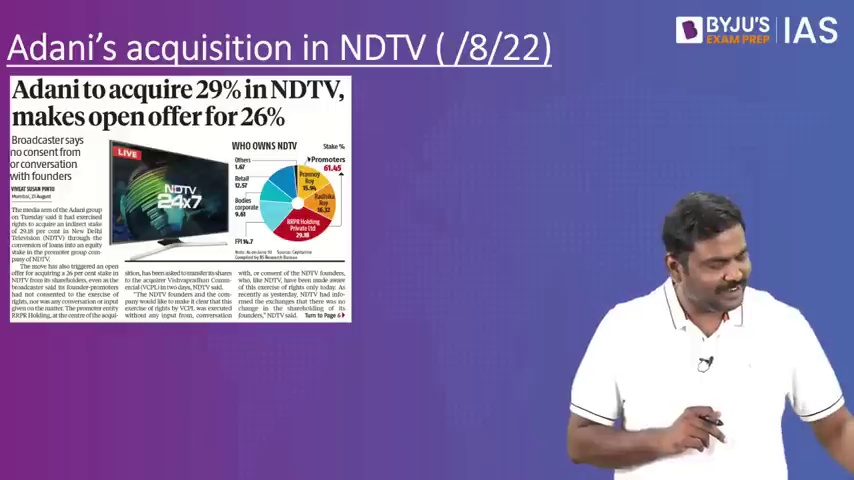 BYJU'S
EXAM PREP
IAS
Adani's acquisition in NDTV ( /8/22)
Adani to acquire 29% in NDTV,
makes open offer for 26%
Broadcaster says
no consent from
or conversation
with founders
VIVEAT SUSAN PINTO
Mumbai, 23 August
The media arm of the Adani group
on Tuesday said it had exercised
rights to acquire an indirect stake
of 29.18 per cent in New Delhi
Television (NDTV) through the
conversion of loans into an equity
stake in the promoter group com-
pany of NDTV.
The move has also triggered an open
offer for acquiring a 26 per cent stake in
NDTV from its shareholders, even as the
broadcaster said its founder-promoters
had not consented to the exercise of
rights, nor was any conversation or input
given on the matter. The promoter entity
RRPR Holding, at the centre of the acqui-
LIVE
NDTV
24x7
WHO OWNS NDTV
Stake %
Others
1.67
Retail
12.57
Bodies
corporate
9.61
FPI 14.7
Promoters
61.45
Prannoy
Roy
15.94
Radhika
Roy
16.32
RRPR Holding
Private Ltd
29.18
Note: As on June 30 Source: Capitaline
Compiled by BS Research Bureau
sition, has been asked to transfer its shares
to the acquirer Vishvapradhan Comm-
ercial (VCPL) in two days, NDTV said.
"The NDTV founders and the com-
pany would like to make it clear that this
exercise of rights by VCPL was executed
without any input from, conversation
with, or consent of the NDTV founders,
who, like NDTV, have been made aware
of this exercise of rights only today. As
recently as yesterday, NDTV had infor-
med the exchanges that there was no
change in the shareholding of its
founders," NDTV said. Turn to Page 6